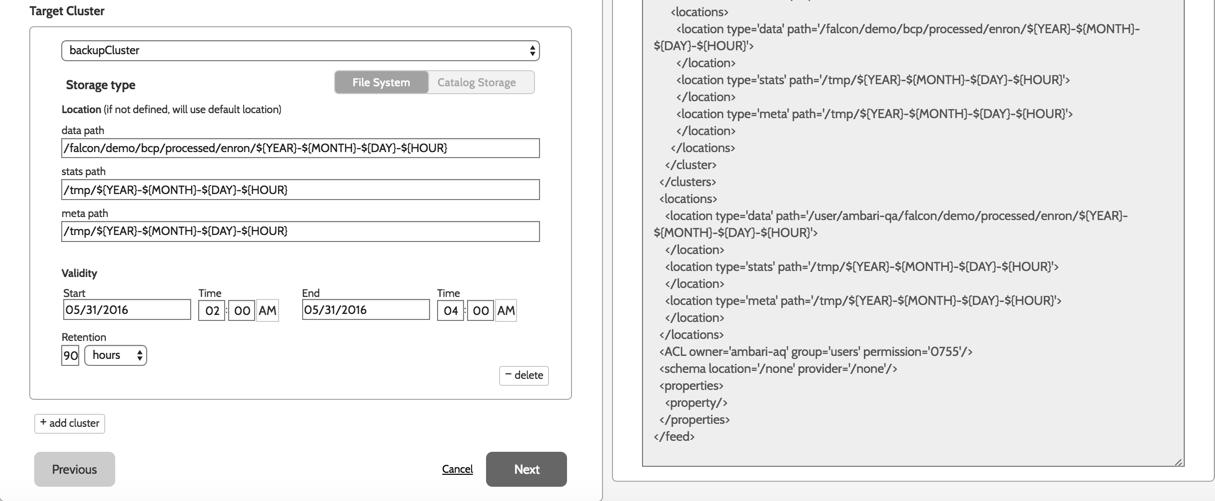 Target Cluster
backupCluster
Storage type
File System
Catalog Storage
Location (if not defined, will use default location)
data path
/falcon/demo/bcp/processed/enron/${YEAR}-${MONTH}-${DAY}-${HOUR}
stats path
/tmp/${YEAR}-${MONTH}-${DAY}-${HOUR}
meta path
/tmp/${YEAR}-${MONTH}-${DAY}-${HOUR}
Validity
Start Time End Time
05/31/2016 02 : 00 AM 05/31/2016 04 : 00 AM
Retention
90 hours
- delete
+ add cluster
Previous
Cancel
Next
<locations>
<location type='data' path='/falcon/demo/bcp/processed/enron/${YEAR}-${MONTH}-
${DAY}-${HOUR}'>
</location>
<location type='stats' path='/tmp/${YEAR}-${MONTH}-${DAY}-${HOUR}'>
</location>
<location type='meta' path='/tmp/${YEAR}-${MONTH}-${DAY}-${HOUR}'>
</location>
</locations>
</cluster>
</clusters>
<locations>
<location type='data' path='/user/ambari-qa/falcon/demo/processed/enron/${YEAR}-
${MONTH}-${DAY}-${HOUR}'>
</location>
<location type='stats' path='/tmp/${YEAR}-${MONTH}-${DAY}-${HOUR}'>
</location>
<location type='meta' path='/tmp/${YEAR}-${MONTH}-${DAY}-${HOUR}'>
</location>
</locations>
<ACL owner='ambari-aq' group='users' permission='0755'/>
<schema location='/none' provider='/none'/>
<properties>
<property/>
</properties>
</feed>